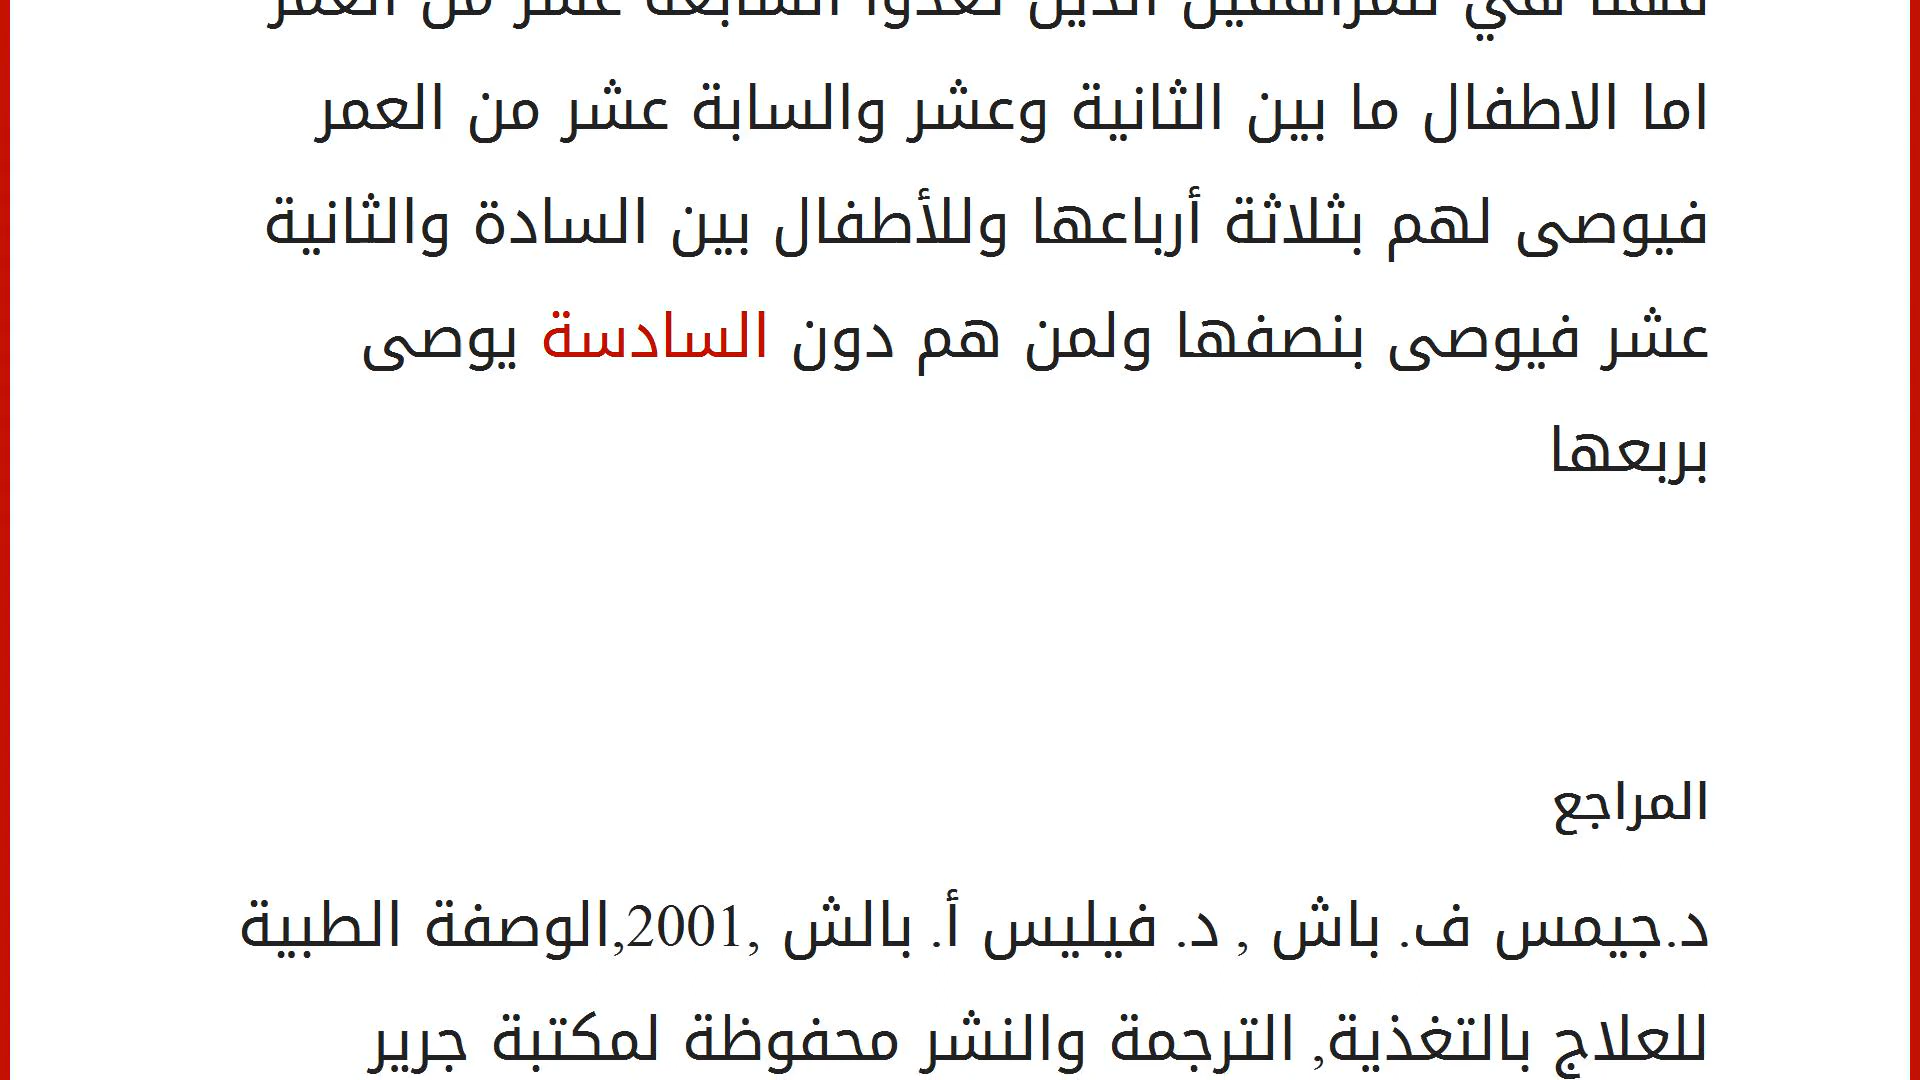 اما الاطفال ما بين الثانية وعشر والسابة عشر من العمر
فيوصى لهم بثلاثة أرباعها وللأطفال بين السادة والثانية
عشر فيوصى بنصفها ولمن هم دون السادسة يوصى
بربعها
المراجع
د.جيمس ف. باش , د. فيليس أ. بالش ,2001,الوصفة الطبية
للعلاج بالتغذية, الترجمة والنشر محفوظة لمكتبة جرير